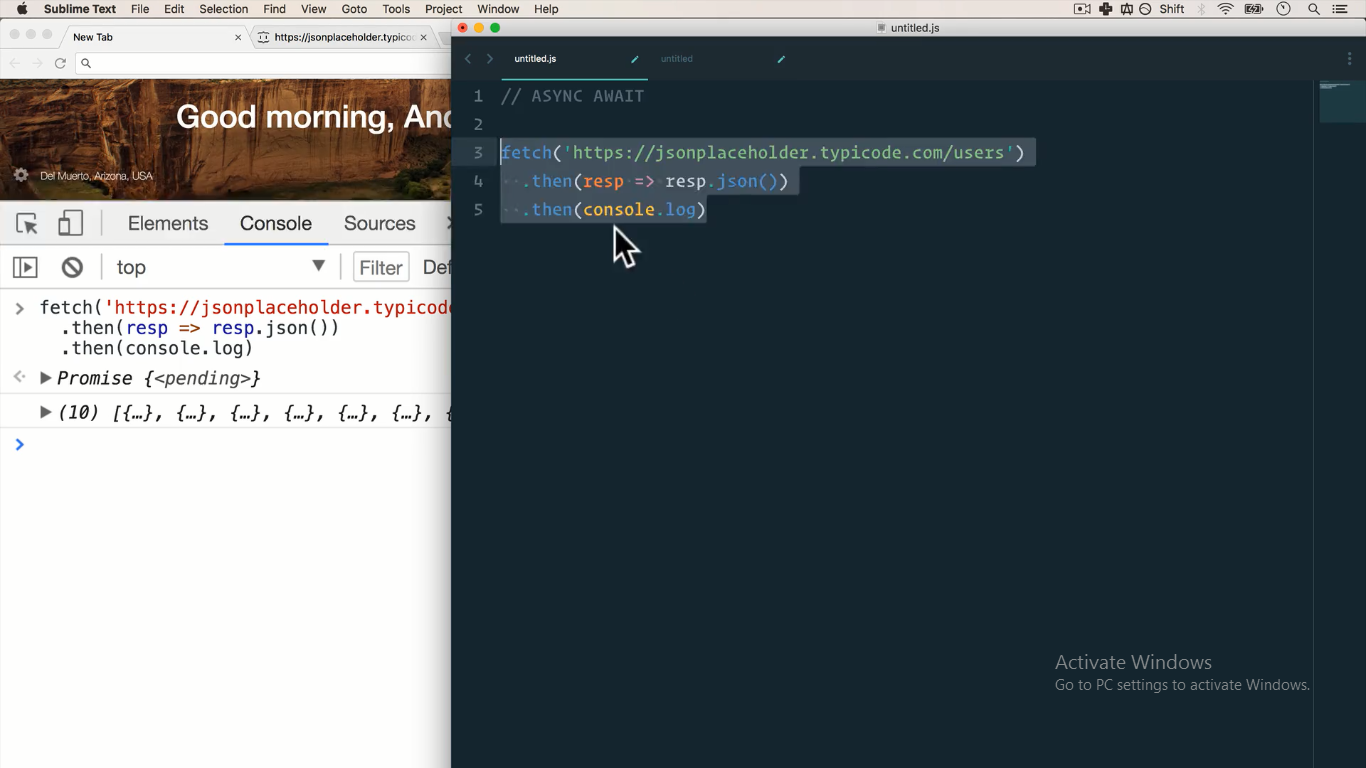 Sublime Text File Edit Selection Find View Goto Tools Project Window Help Shift
untitled.js
New Tab https://jsonplaceholder.typico
untitled.js untitled
Good morning, An
Del Muerto, Arizona, USA
Elements Console Sources
top Filter Def
fetch('https://jsonplaceholder.typicode
.then(resp => resp.json())
.then(console.log)
Promise {<pending>}
(10) [{…}, {…}, {…}, {…}, {…}, {…}, {
1 // ASYNC AWAIT
2
3 fetch('https://jsonplaceholder.typicode.com/users')
4 .then(resp => resp.json())
5 .then(console.log)
Activate Windows
Go to PC settings to activate Windows.